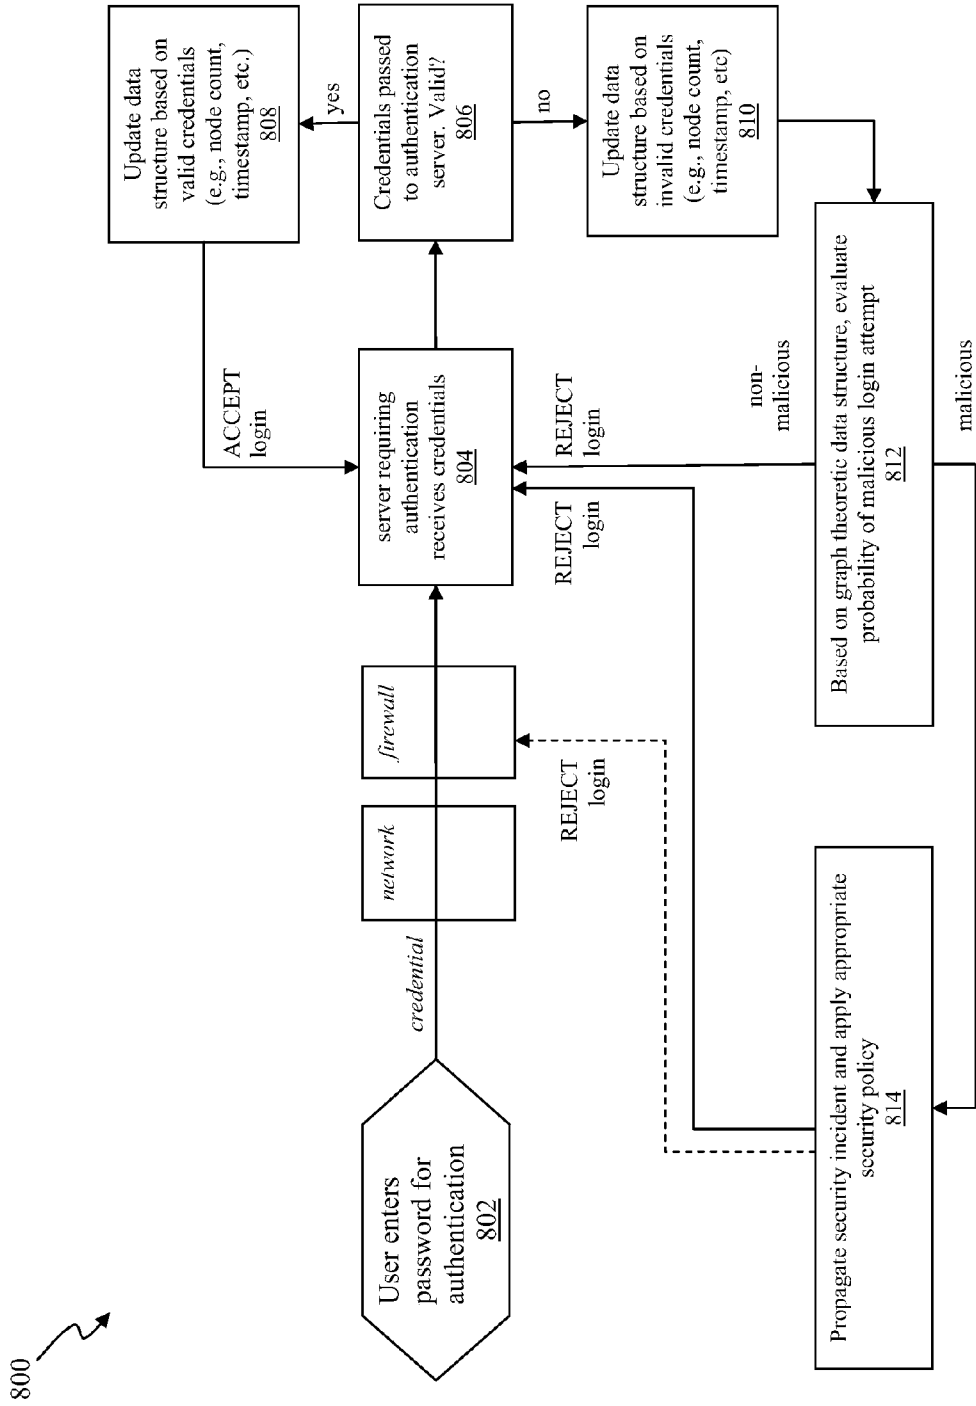 800
User enters
password for
authentication
802
credential
network
firewall
server requiring
authentication
receives credentials
804
Credentials passed
to authentication
server. Valid?
806
yes
no
Update data
structure based on
valid credentials
(e.g., node count,
timestamp, etc.)
808
ACCEPT
login
Update data
structure based on
invalid credentials
(e.g., node count,
timestamp, etc)
810
REJECT
login
REJECT
login
REJECT
login
non-
malicious
malicious
Based on graph theoretic data structure, evaluate
probability of malicious login attempt
812
Propagate security incident and apply appropriate
security policy
814